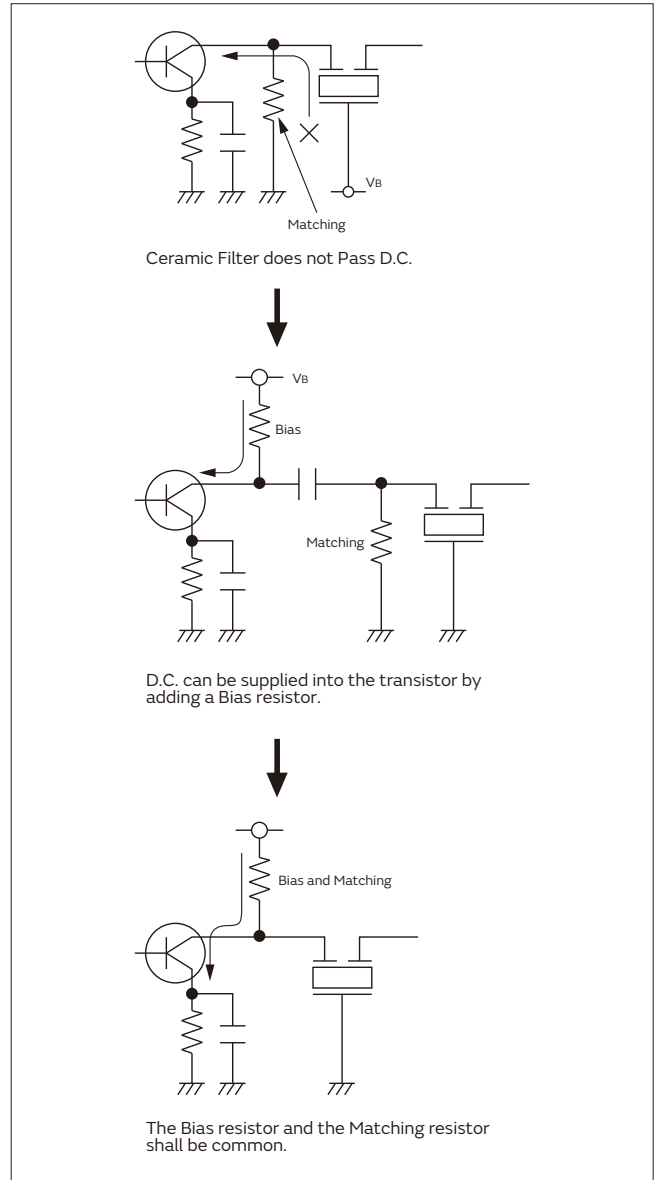 VB
Matching
Ceramic Filter does not Pass D.C.
VB
Bias
Matching
D.C. can be supplied into the transistor by
adding a Bias resistor.
Bias and Matching
The Bias resistor and the Matching resistor
shall be common.